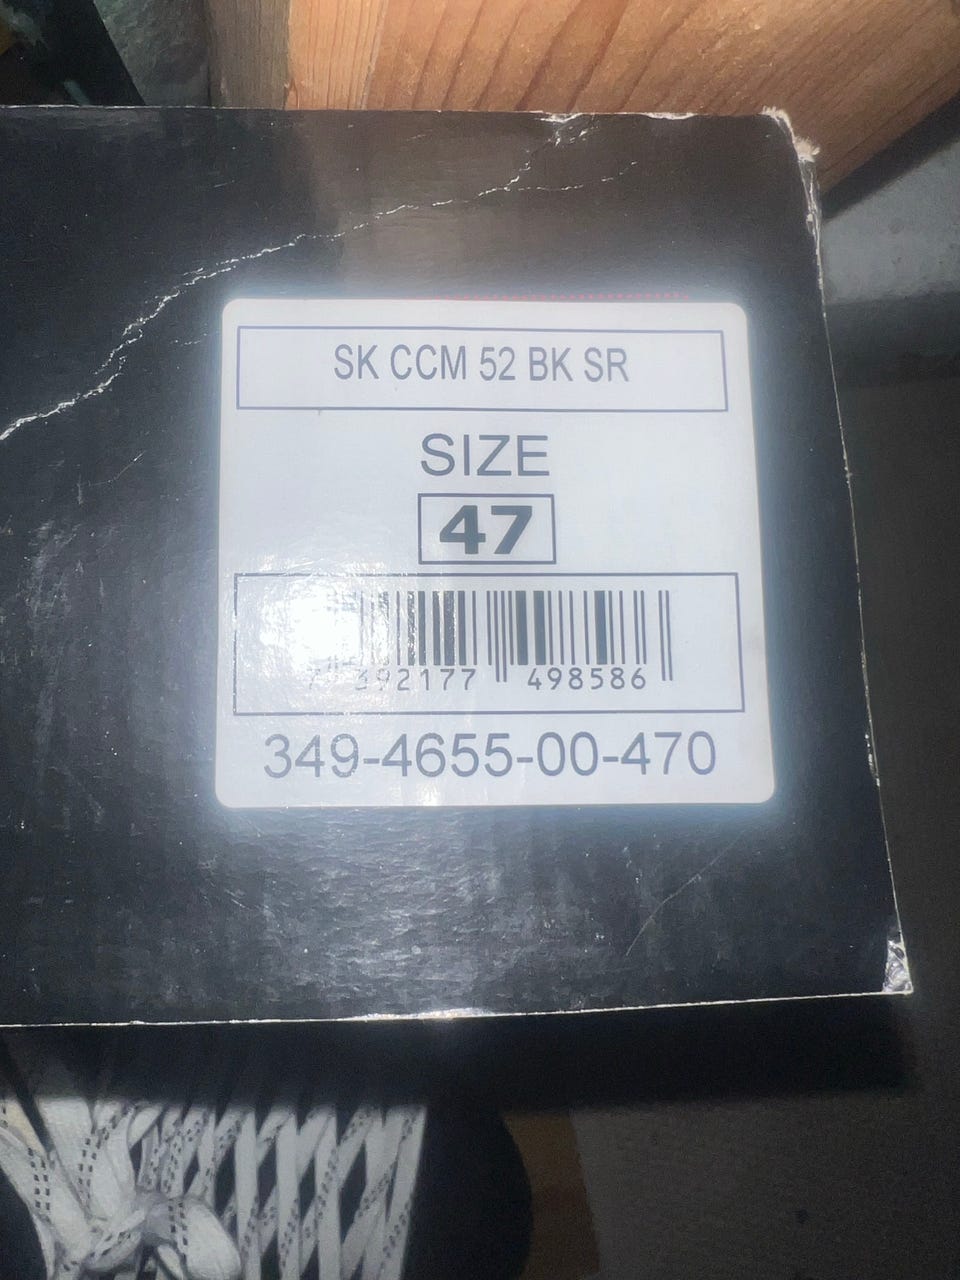 SK CCM 52 BK SR
SIZE
47
392177 498586
349-4655-00-470